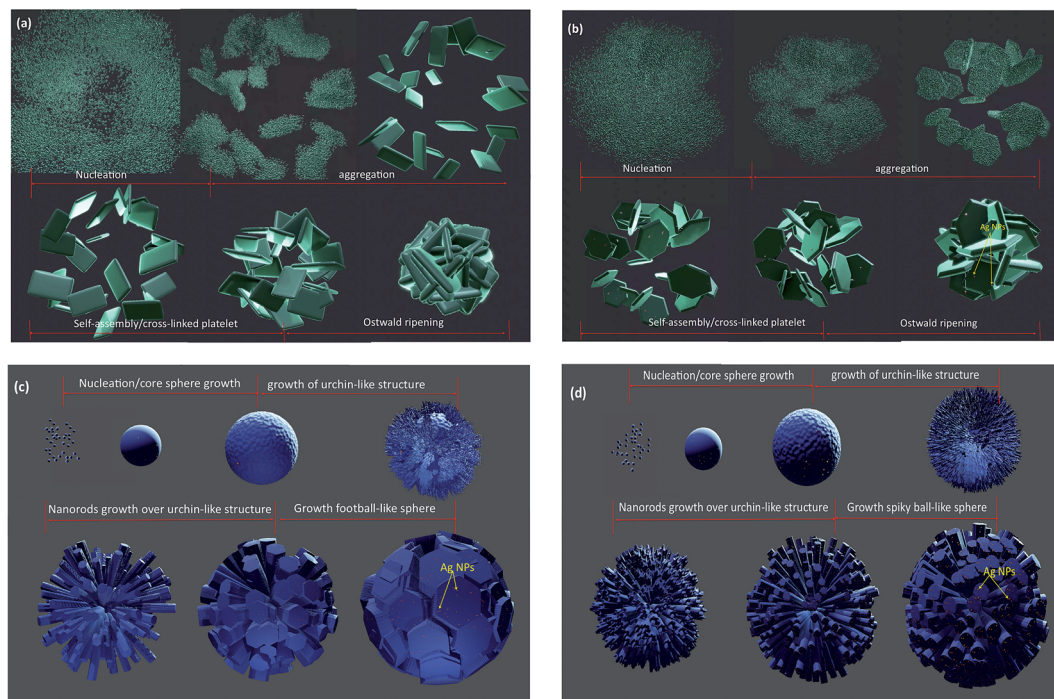 (a)
Nucleation
aggregation
Self-assembly/cross-linked platelet
Ostwald ripening
(b)
Nucleation
aggregation
Ag NPs
Self-assembly/cross-linked platelet
Ostwald ripening
(c)
Nucleation/core sphere growth
growth of urchin-like structure
Nanorods growth over urchin-like structure
Growth football-like sphere
Ag NPs
(d)
Nucleation/core sphere growth
growth of urchin-like structure
Nanorods growth over urchin-like structure
Growth spiky ball-like sphere
Ag NPs